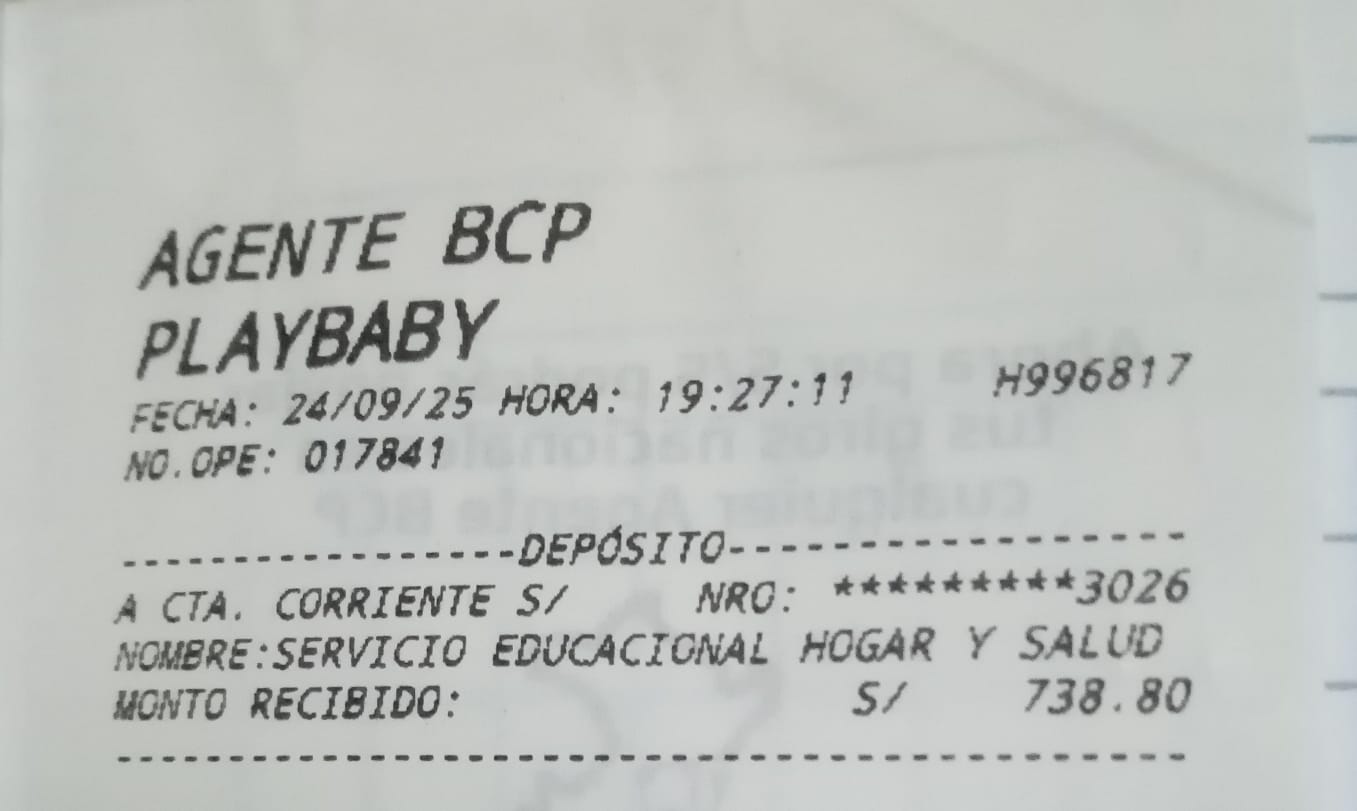 AGENTE BCP
PLAYBABY
FECHA: 24/09/25 HORA: 19:27:11 H996817
NO.OPE: 017841
-----------------DEPÓSITO-----------------
A CTA. CORRIENTE S/ NRO: *********3026
NOMBRE:SERVICIO EDUCACIONAL HOGAR Y SALUD
MONTO RECIBIDO: S/ 738.80
----------------------------------------